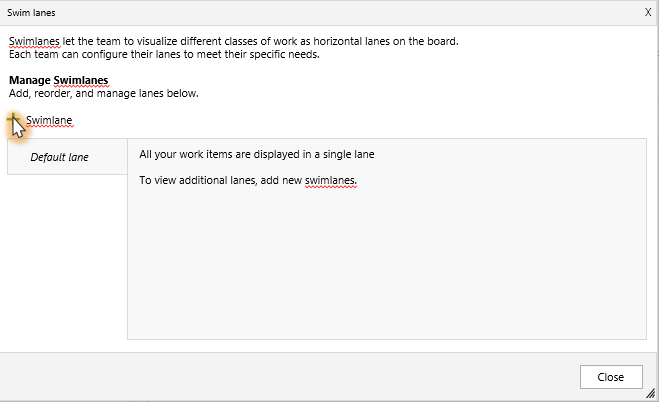 Swim lanes
X
Swimlanes let the team to visualize different classes of work as horizontal lanes on the board.
Each team can configure their lanes to meet their specific needs.
Manage Swimlanes
Add, reorder, and manage lanes below.
Swimlane
Default lane
All your work items are displayed in a single lane
To view additional lanes, add new swimlanes.
Close